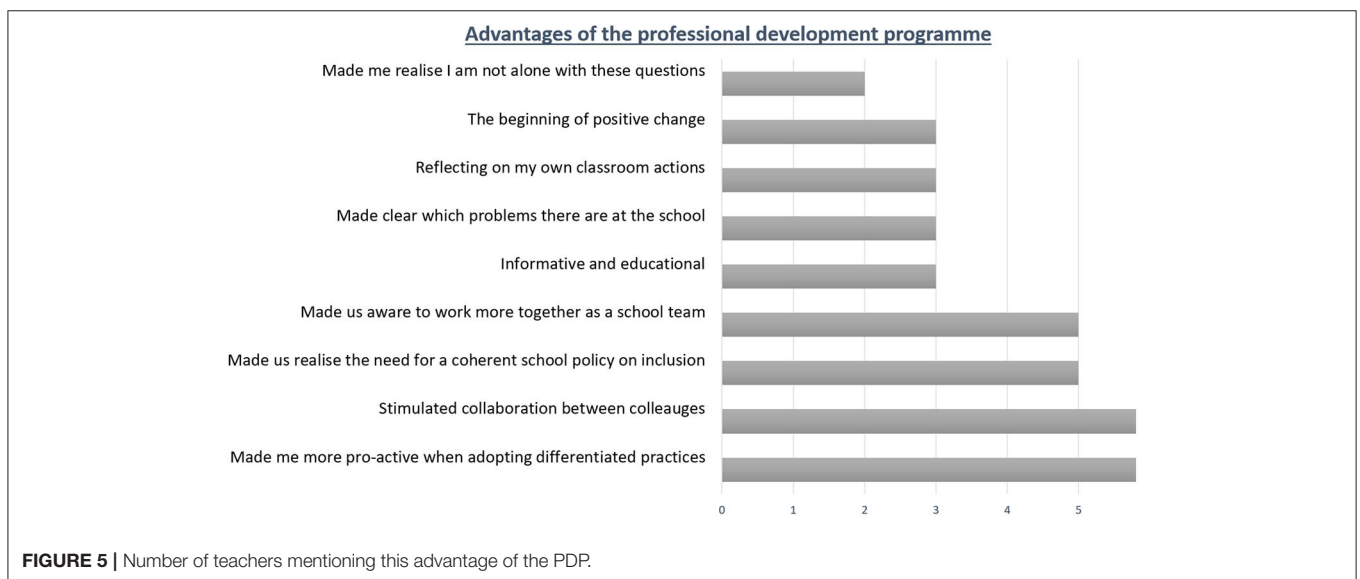 Advantages of the professional development programme
Made me realise I am not alone with these questions
The beginning of positive change
Reflecting on my own classroom actions
Made clear which problems there are at the school
Informative and educational
Made us aware to work more together as a school team
Made us realise the need for a coherent school policy on inclusion
Stimulated collaboration between colleauges
Made me more pro-active when adopting differentiated practices
0 1 2 3 4 5
FIGURE 5 | Number of teachers mentioning this advantage of the PDP.